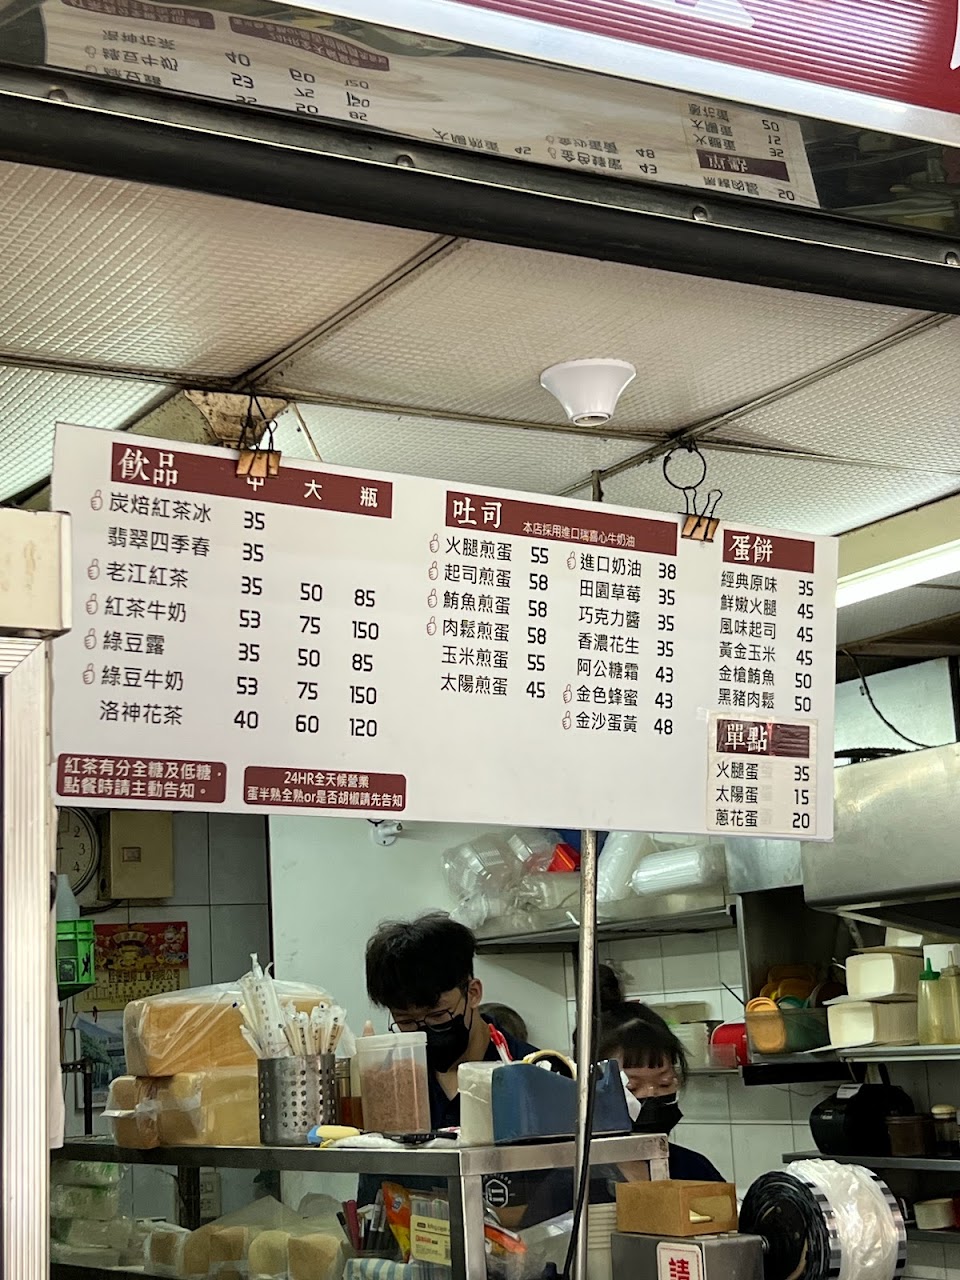 飲品 中 大 瓶
炭焙紅茶冰 35
翡翠四季春 35
老江紅茶 35 50 85
紅茶牛奶 53 75 150
綠豆露 35 50 85
綠豆牛奶 53 75 150
洛神花茶 40 60 120
紅茶有分全糖及低糖，
點餐時請主動告知。
24HR全天候營業
蛋半熟全熟or是否胡椒請先告知
吐司 本店採用進口瑞喜心牛奶油
火腿煎蛋 55
起司煎蛋 58
鮪魚煎蛋 58
肉鬆煎蛋 58
玉米煎蛋 55
太陽煎蛋 45
進口奶油 38
田園草莓 35
巧克力醬 35
香濃花生 35
阿公糖霜 43
金色蜂蜜 43
金沙蛋黃 48
蛋餅
經典原味 35
鮮嫩火腿 45
風味起司 45
黃金玉米 45
金槍鮪魚 50
黑豬肉鬆 50
單點
火腿蛋 35
太陽蛋 15
蔥花蛋 20
請